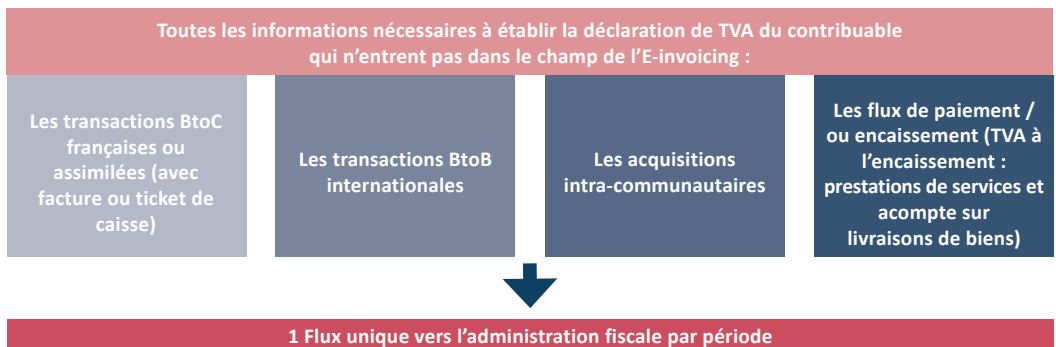 Toutes les informations nécessaires à établir la déclaration de TVA du contribuable
qui n'entrent pas dans le champ de l'E-invoicing :
Les transactions BtoC
françaises ou
assimilées (avec
facture ou ticket de
caisse)
Les transactions BtoB
internationales
Les acquisitions
intra-communautaires
Les flux de paiement /
ou encaissement (TVA à
l'encaissement :
prestations de services et
acompte sur
livraisons de biens)
1 Flux unique vers l'administration fiscale par période